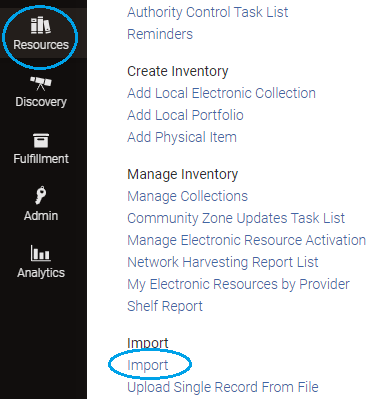 Resources
Discovery
Fulfillment
Admin
Analytics
Authority Control Task List
Reminders
Create Inventory
Add Local Electronic Collection
Add Local Portfolio
Add Physical Item
Manage Inventory
Manage Collections
Community Zone Updates Task List
Manage Electronic Resource Activation
Network Harvesting Report List
My Electronic Resources by Provider
Shelf Report
Import
Import
Upload Single Record From File